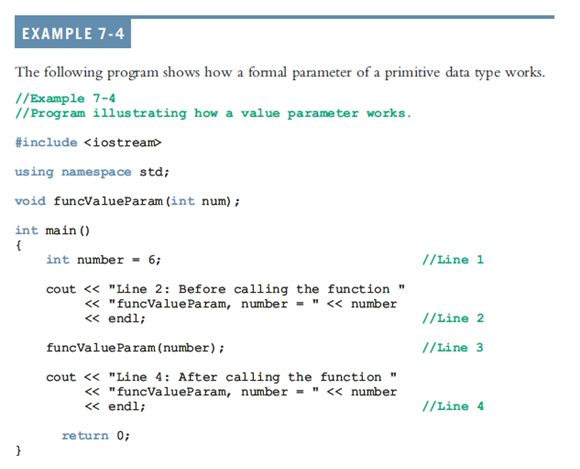 EXAMPLE 7-4
The following program shows how a formal parameter of a primitive data type works.
//Example 7-4
//Program illustrating how a value parameter works.
#include <iostream>
using namespace std;
void funcValueParam(int num);
int main()
{
int number = 6; //Line 1
cout << "Line 2: Before calling the function "
<< "funcValueParam, number = " << number
<< endl; //Line 2
funcValueParam(number); //Line 3
cout << "Line 4: After calling the function "
<< "funcValueParam, number = " << number
<< endl; //Line 4
return 0;
}